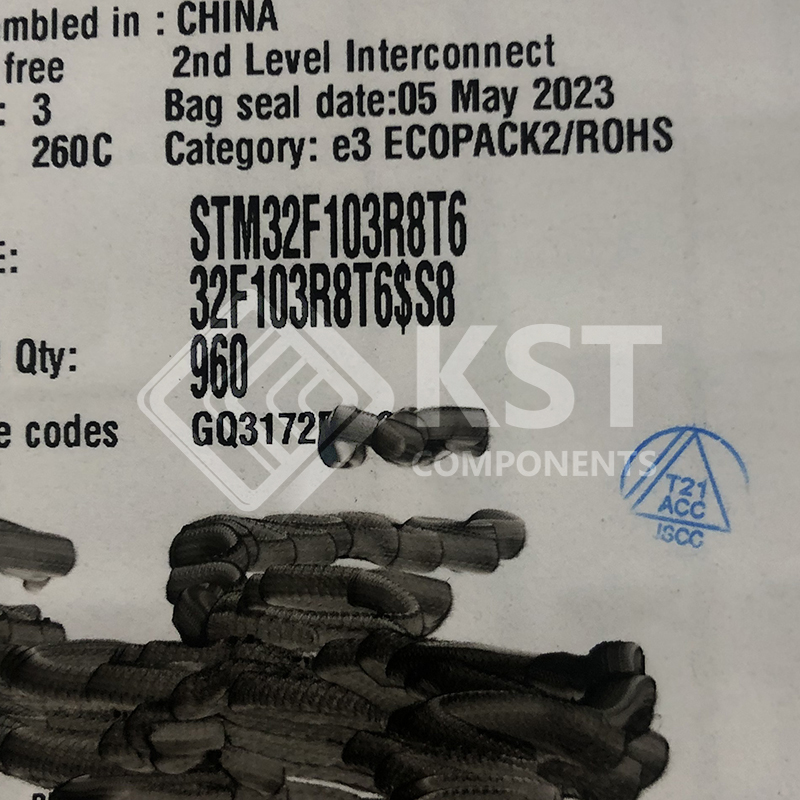 mbled in : CHINA
free 2nd Level Interconnect
: 3 Bag seal date:05 May 2023
260C Category: e3 ECOPACK2/ROHS
STM32F103R8T6
E:
32F103R8T6$S8
Qty: 960
e codes GQ3172
KST
COMPONENTS
T21
ACC
ISCC